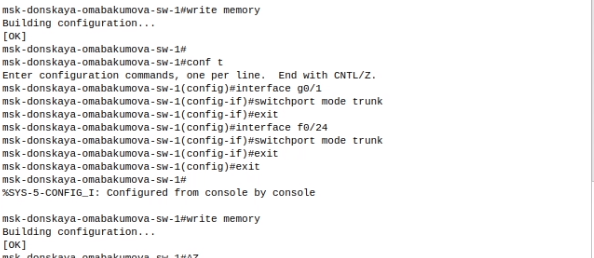 msk-donskaya-omabakumova-sw-1#write memory
Building configuration...
[OK]
msk-donskaya-omabakumova-sw-1#
msk-donskaya-omabakumova-sw-1#conf t
Enter configuration commands, one per line.  End with CNTL/Z.
msk-donskaya-omabakumova-sw-1(config)#interface g0/1
msk-donskaya-omabakumova-sw-1(config-if)#switchport mode trunk
msk-donskaya-omabakumova-sw-1(config-if)#exit
msk-donskaya-omabakumova-sw-1(config)#interface f0/24
msk-donskaya-omabakumova-sw-1(config-if)#switchport mode trunk
msk-donskaya-omabakumova-sw-1(config-if)#exit
msk-donskaya-omabakumova-sw-1(config)#exit
msk-donskaya-omabakumova-sw-1#
%SYS-5-CONFIG_I: Configured from console by console
msk-donskaya-omabakumova-sw-1#write memory
Building configuration...
[OK]
msk-donskaya-omabakumova-sw-1#^Z